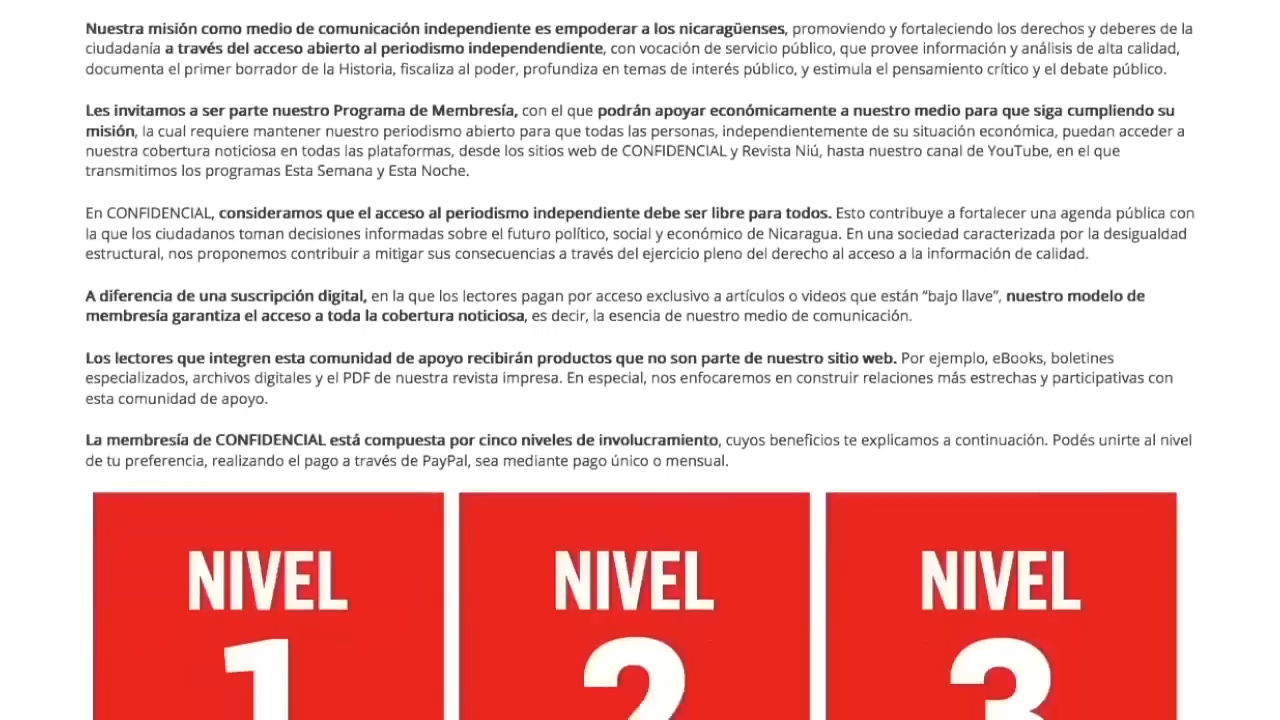 Nuestra misión como medio de comunicación independiente es empoderar a los nicaragüenses, promoviendo y fortaleciendo los derechos y deberes de la
ciudadanía a través del acceso abierto al periodismo independendiente, con vocación de servicio público, que provee información y análisis de alta calidad,
documenta el primer borrador de la Historia, fiscaliza al poder, profundiza en temas de interés público, y estimula el pensamiento crítico y el debate público.
Les invitamos a ser parte nuestro Programa de Membresía, con el que podrán apoyar económicamente a nuestro medio para que siga cumpliendo su
misión, la cual requiere mantener nuestro periodismo abierto para que todas las personas, independientemente de su situación económica, puedan acceder a
nuestra cobertura noticiosa en todas las plataformas, desde los sitios web de CONFIDENCIAL y Revista Niú, hasta nuestro canal de YouTube, en el que
transmitimos los programas Esta Semana y Esta Noche.
En CONFIDENCIAL, consideramos que el acceso al periodismo independiente debe ser libre para todos. Esto contribuye a fortalecer una agenda pública con
la que los ciudadanos toman decisiones informadas sobre el futuro político, social y económico de Nicaragua. En una sociedad caracterizada por la desigualdad
estructural, nos proponemos contribuir a mitigar sus consecuencias a través del ejercicio pleno del derecho al acceso a la información de calidad.
A diferencia de una suscripción digital, en la que los lectores pagan por acceso exclusivo a artículos o videos que están “bajo llave”, nuestro modelo de
membresía garantiza el acceso a toda la cobertura noticiosa, es decir, la esencia de nuestro medio de comunicación.
Los lectores que integren esta comunidad de apoyo recibirán productos que no son parte de nuestro sitio web. Por ejemplo, eBooks, boletines
especializados, archivos digitales y el PDF de nuestra revista impresa. En especial, nos enfocaremos en construir relaciones más estrechas y participativas con
esta comunidad de apoyo.
La membresía de CONFIDENCIAL está compuesta por cinco niveles de involucramiento, cuyos beneficios te explicamos a continuación. Podés unirte al nivel
de tu preferencia, realizando el pago a través de PayPal, sea mediante pago único o mensual.
NIVEL
1
NIVEL
2
NIVEL
3